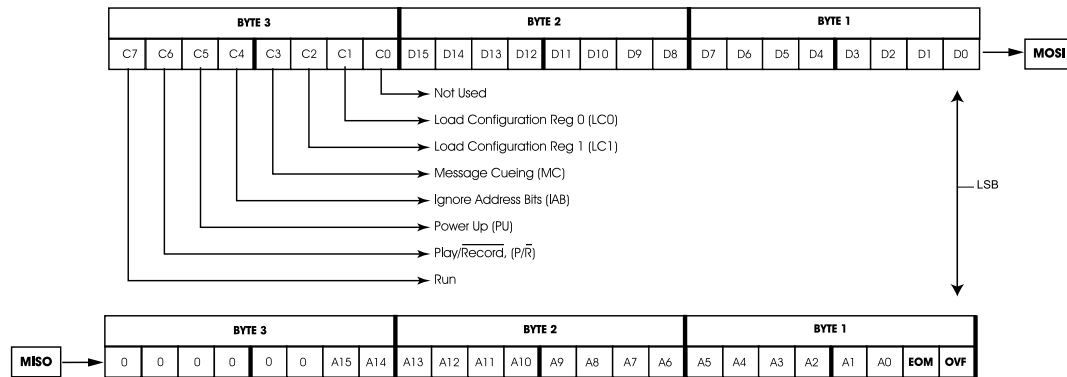 BYTE 3 BYTE 2 BYTE 1
C7 C6 C5 C4 C3 C2 C1 C0 D15 D14 D13 D12 D11 D10 D9 D8 D7 D6 D5 D4 D3 D2 D1 D0 MOSI
Not Used
Load Configuration Reg 0 (LC0)
Load Configuration Reg 1 (LC1)
Message Cueing (MC)
Ignore Address Bits (IAB)
LSB
Power Up (PU)
Play/Record, (P/R)
Run
BYTE 3 BYTE 2 BYTE 1
MISO 0 0 0 0 0 0 A15 A14 A13 A12 A11 A10 A9 A8 A7 A6 A5 A4 A3 A2 A1 A0 EOM OVF